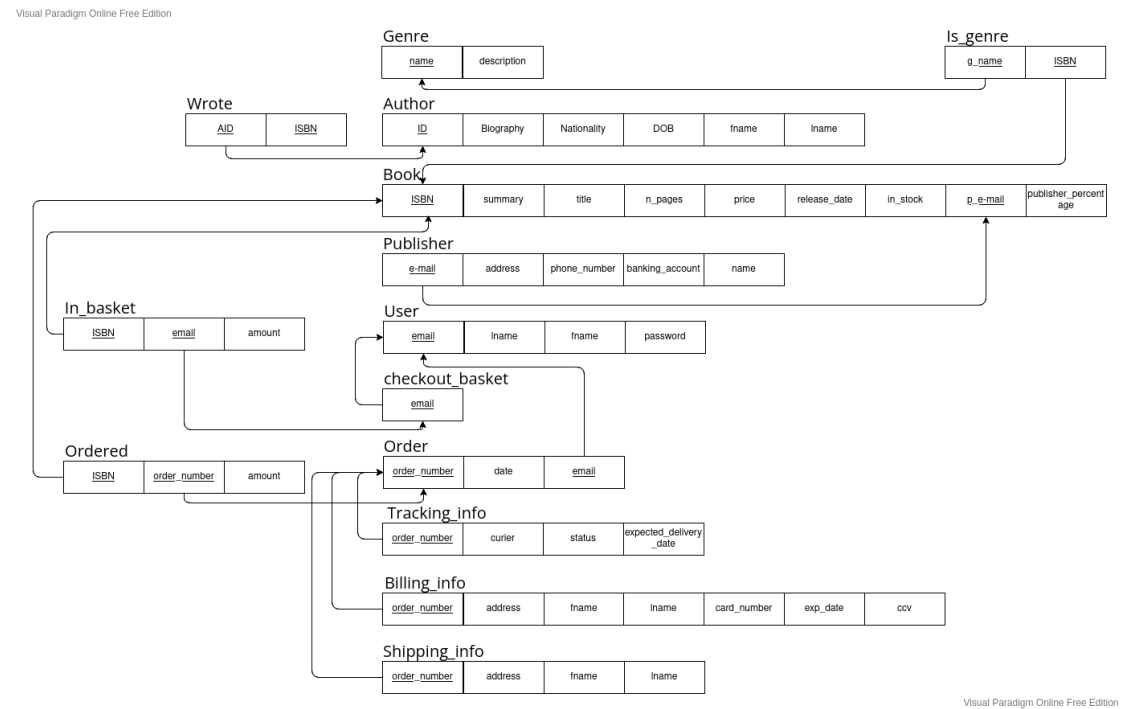 Visual Paradigm Online Free Edition
Genre
name description
Is_genre
g_name ISBN
Wrote
AID ISBN
Author
ID Biography Nationality DOB fname lname
Book
ISBN summary title n_pages price release_date in_stock p_e-mail publisher_percent
age
Publisher
e-mail address phone_number banking_account name
In_basket
ISBN email amount
User
email lname fname password
checkout_basket
email
Ordered
ISBN order_number amount
Order
order_number date email
Tracking_info
order_number curier status expected_delivery
_date
Billing_info
order_number address fname lname card_number exp_date ccv
Shipping_info
order_number address fname lname
Visual Paradigm Online Free Edition